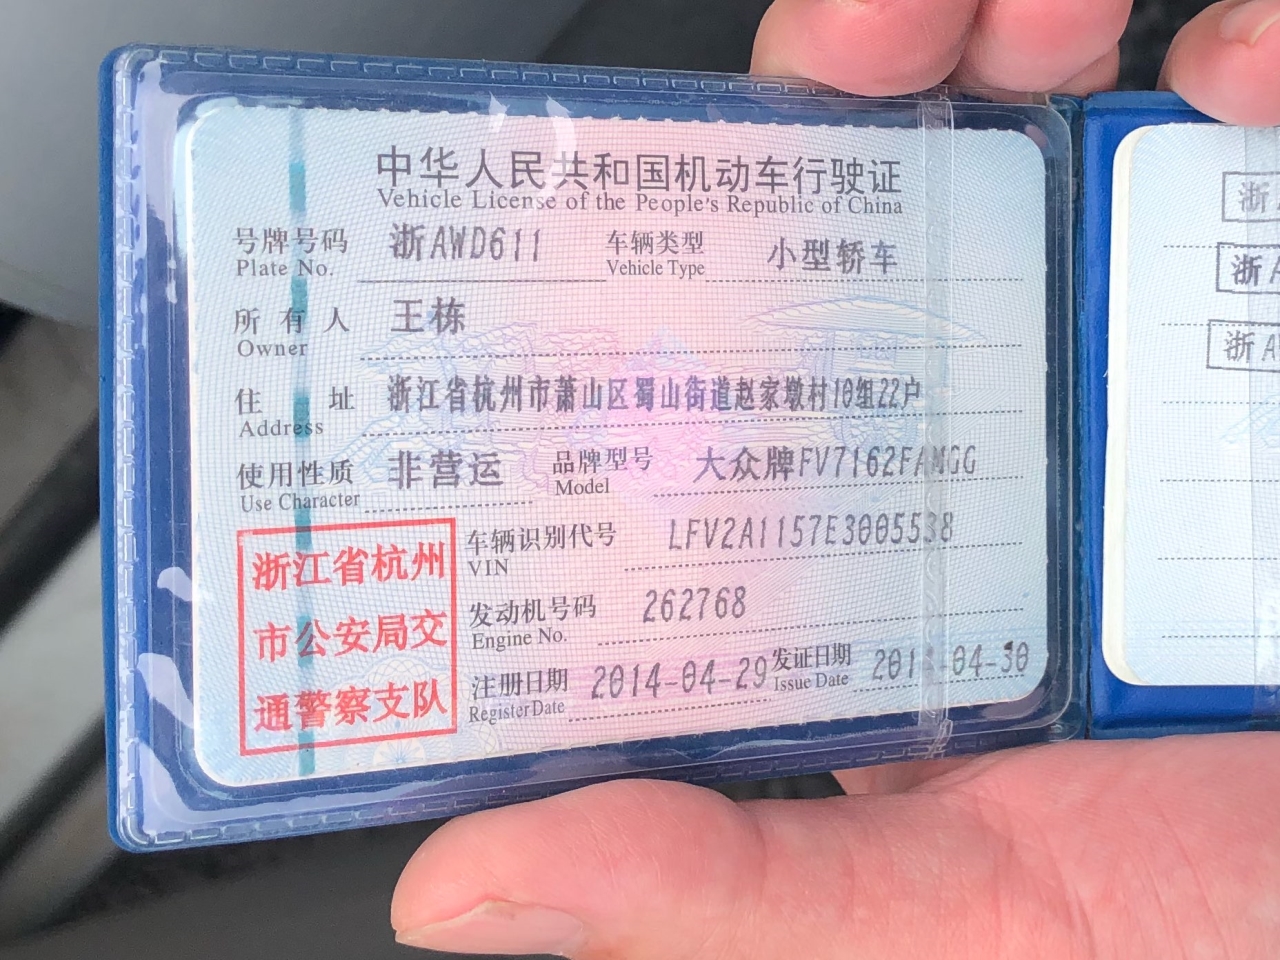 中华人民共和国机动车行驶证
Vehicle License of the People's Republic of China
号牌号码 浙AWD611 车辆类型 小型轿车
Plate No. Vehicle Type
所有人 王栋
Owner
住址 浙江省杭州市萧山区蜀山街道赵家墩村10组22户
Address
使用性质 非营运 品牌型号 大众牌FV7162FAMGG
Use Character Model
浙江省杭州
市公安局交
通警察支队
车辆识别代号 LFV2A1157E3005538
VIN
发动机号码 262768
Engine No.
注册日期 2014-04-29 发证日期
Register Date Issue Date
浙
浙A
浙AW